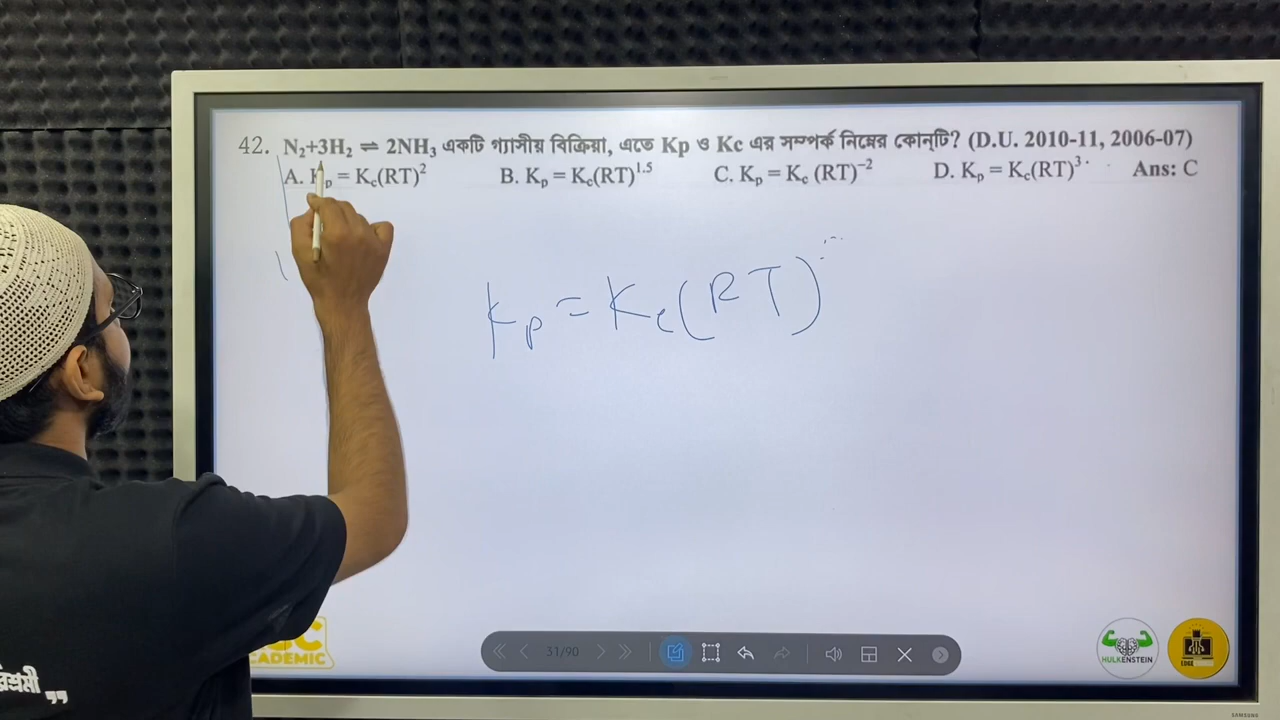 42. N₂+3H₂ ⇌ 2NH₃ একটি গ্যাসীয় বিক্রিয়া, এতে Kp ও Kc এর সম্পর্ক নিম্নের কোন্‌টি? (D.U. 2010-11, 2006-07)
A. Kp = Kc(RT)² B. Kp = Kc(RT)^1.5 C. Kp = Kc (RT)⁻² D. Kp = Kc(RT)³ Ans: C
Kp = Kc(RT)
31/90
CADEMIC
HULKENSTEIN
SAMSUNG